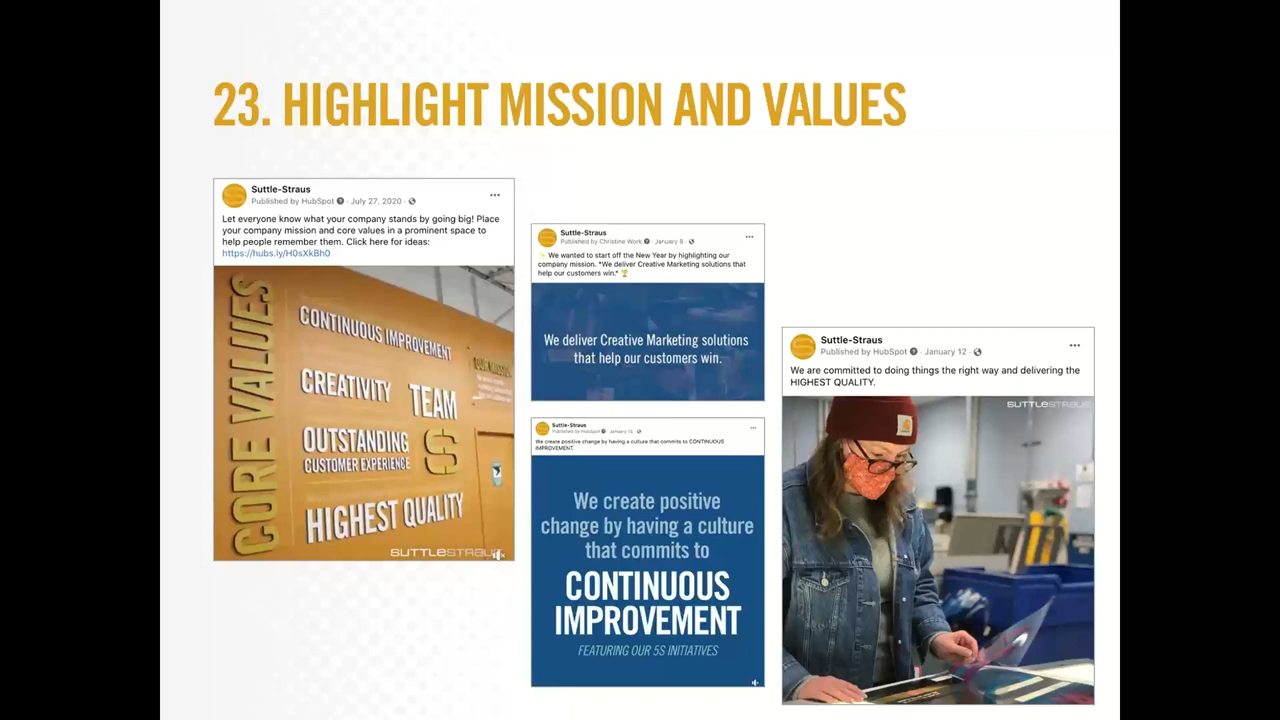 23. HIGHLIGHT MISSION AND VALUES
Suttle-Straus
Published by HubSpot · July 27, 2020 ·
Let everyone know what your company stands by going big! Place
your company mission and core values in a prominent space to
help people remember them. Click here for ideas:
https://hubs.ly/H0sXkBh0
CORE VALUES
CONTINUOUS IMPROVEMENT
CREATIVITY
TEAM
OUTSTANDING
CUSTOMER EXPERIENCE
S
HIGHEST QUALITY
OUR MISSION
SUTTLESTRAUS
Suttle-Straus
Published by Christine Work · January 8 ·
We wanted to start off the New Year by highlighting our
company mission. "We deliver Creative Marketing solutions that
help our customers win."
We deliver Creative Marketing solutions
that help our customers win.
Suttle-Straus
Published by HubSpot · January
We create positive change by having a culture that commits to CONTINUOUS
IMPROVEMENT.
We create positive
change by having a culture
that commits to
CONTINUOUS
IMPROVEMENT
FEATURING OUR 5S INITIATIVES
Suttle-Straus
Published by HubSpot · January 12 ·
We are committed to doing things the right way and delivering the
HIGHEST QUALITY.
SUTTLESTRAUS